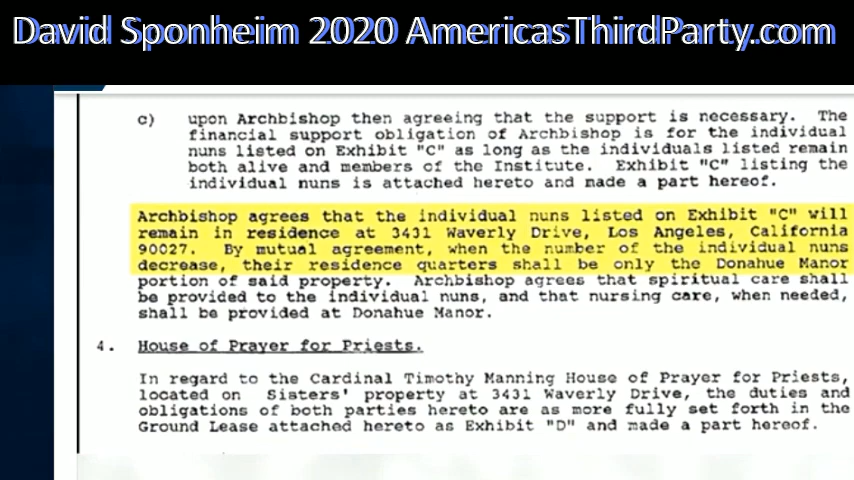 David Sponheim 2020 AmericasThirdParty.com
c) upon Archbishop then agreeing that the support is necessary. The
financial support obligation of Archbishop is for the individual
nuns listed on Exhibit "C" as long as the individuals listed remain
both alive and members of the Institute. Exhibit "C" listing the
individual nuns is attached hereto and made a part hereof.
Archbishop agrees that the individual nuns listed on Exhibit "C" will
remain in residence at 3431 Waverly Drive, Los Angeles, California
90027. By mutual agreement, when the number of the individual nuns
decrease, their residence quarters shall be only the Donahue Manor
portion of said property. Archbishop agrees that spiritual care shall
be provided to the individual nuns, and that nursing care, when needed,
shall be provided at Donahue Manor.
4. House of Prayer for Priests.
In regard to the Cardinal Timothy Manning House of Prayer for Priests,
located on Sisters' property at 3431 Waverly Drive, the duties and
obligations of both parties hereto are as more fully set forth in the
Ground Lease attached hereto as Exhibit "D" and made a part hereof.